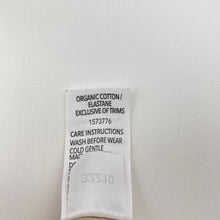 ORGANIC COTTON /
ELASTANE
EXCLUSIVE OF TRIMS
1573776
CARE INSTRUCTIONS
WASH BEFORE WEAR
COLD GENTLE